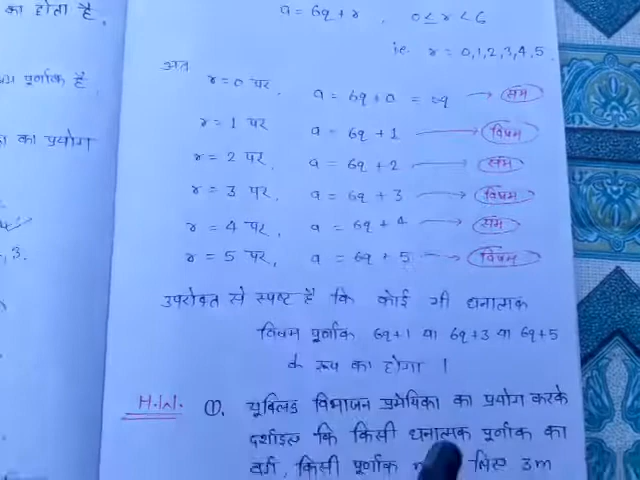 का होता है,
a = 6q + r , 0 ≤ r < 6
ie. r = 0,1,2,3,4,5.
पूर्णांक है
अतः
r = 0 पर, a = 6q + 0 = 6q → सम
का प्रयोग
r = 1 पर a = 6q + 1 → विषम
r = 2 पर, a = 6q + 2 → सम
r = 3 पर, a = 6q + 3 → विषम
r = 4 पर, a = 6q + 4 → सम
, 3.
r = 5 पर, a = 6q + 5 → विषम
उपरोक्त से स्पष्ट है कि कोई भी धनात्मक
विषम पूर्णांक 6q+1 या 6q+3 या 6q+5
के रूप का होगा ।
H.W. ①. यूक्लिड विभाजन प्रमेयिका का प्रयोग करके
दर्शाइए कि किसी धनात्मक पूर्णांक का
वर्ग, किसी पूर्णांक लिए 3m